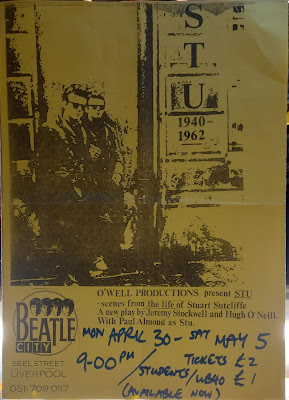 STU
1940-
1962
O'WELL PRODUCTIONS present STU
-scenes from the life of Stuart Sutcliffe
A new play by Jeremy Stockwell and Hugh O'Neill.
With Paul Almond as Stu.
BEATLE
CITY
SEEL STREET
LIVERPOOL
051-709 0117
MON APRIL 30 - SAT MAY 5
9-00 PM / TICKETS £2
/ STUDENTS/UB40 £1
(AVAILABLE NOW)